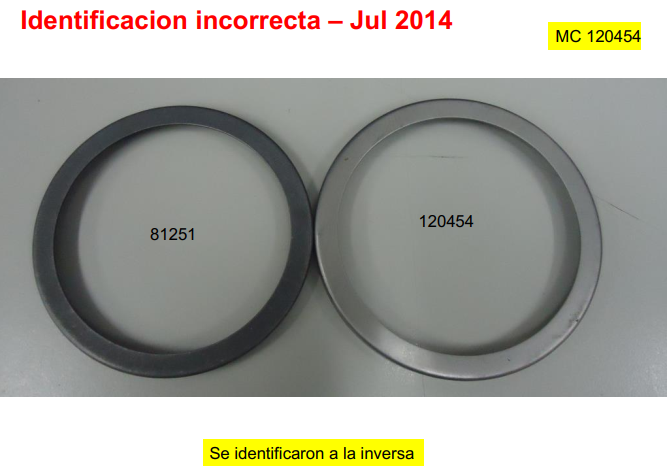 Identificacion incorrecta – Jul 2014
MC 120454
81251
120454
Se identificaron a la inversa